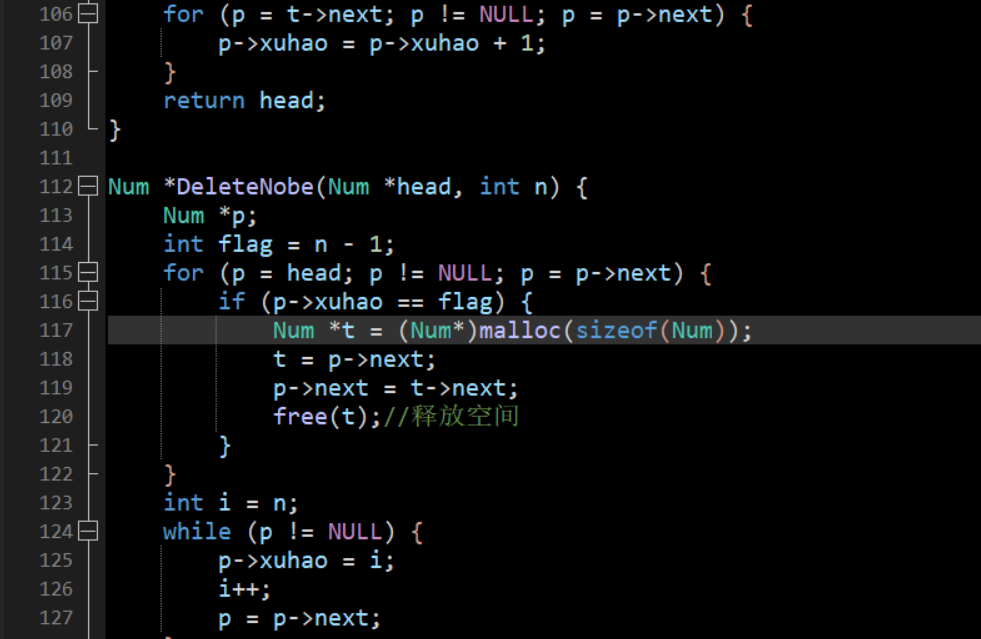 106 for (p = t->next; p != NULL; p = p->next) {
107 p->xuhao = p->xuhao + 1;
108 }
109 return head;
110 }
111
112 Num *DeleteNobe(Num *head, int n) {
113 Num *p;
114 int flag = n - 1;
115 for (p = head; p != NULL; p = p->next) {
116 if (p->xuhao == flag) {
117 Num *t = (Num*)malloc(sizeof(Num));
118 t = p->next;
119 p->next = t->next;
120 free(t);//释放空间
121 }
122 }
123 int i = n;
124 while (p != NULL) {
125 p->xuhao = i;
126 i++;
127 p = p->next;